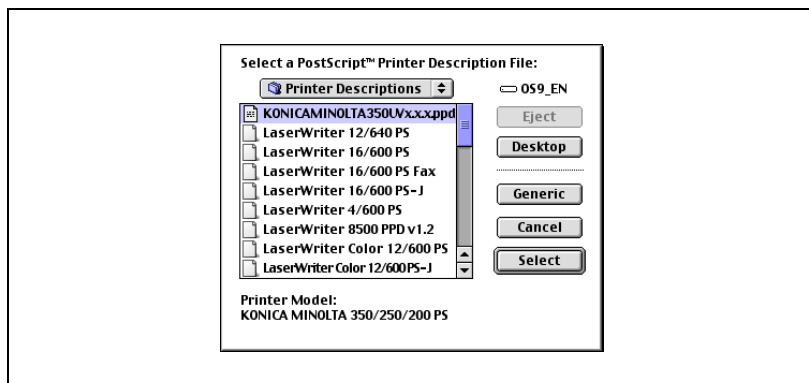 Select a PostScript™ Printer Description File:
Printer Descriptions
OS9_EN
KONICAMINOLTA350UVx.x.x.ppd
LaserWriter 12/640 PS
LaserWriter 16/600 PS
LaserWriter 16/600 PS Fax
LaserWriter 16/600 PS-J
LaserWriter 4/600 PS
LaserWriter 8500 PPD v1.2
LaserWriter Color 12/600 PS
LaserWriter Color 12/600PS-J
Eject
Desktop
Generic
Cancel
Select
Printer Model:
KONICA MINOLTA 350/250/200 PS